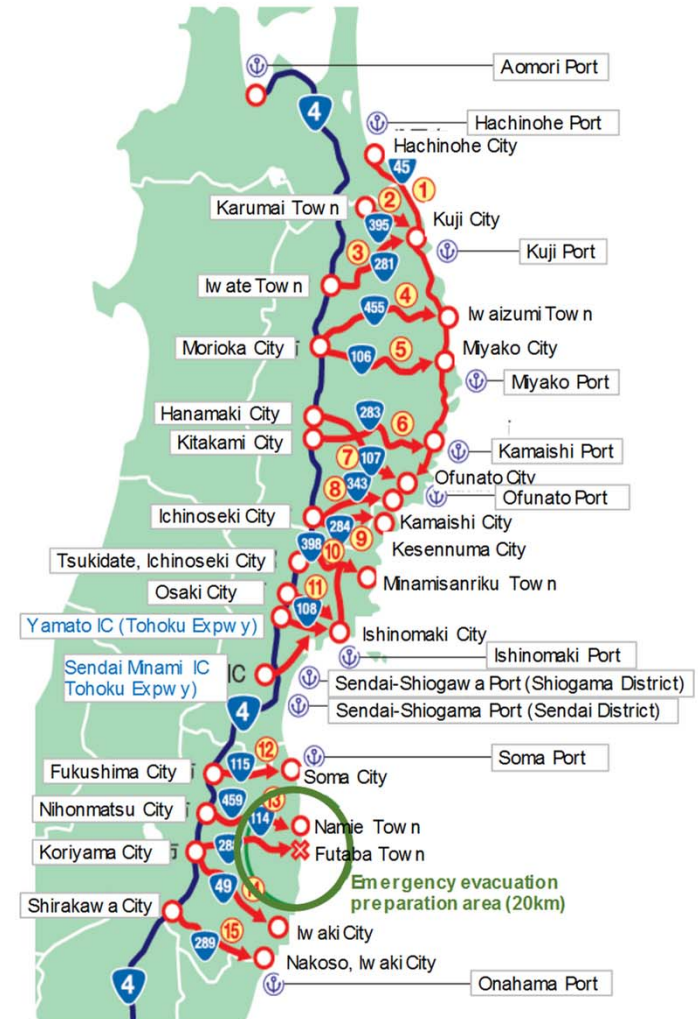 Aomori Port
4
Hachinohe Port
Hachinohe City
45
1
2
Karumai Town
395
Kuji City
3
Kuji Port
281
Iwate Town
4
455
Iwaizumi Town
Morioka City
5
106
Miyako City
Miyako Port
283
Hanamaki City
6
Kitakami City
Kamaishi Port
7
107
Ofunato City
8
343
Ofunato Port
Ichinoseki City
284
Kamaishi City
9
398
10
Kesennuma City
Tsukidate, Ichinoseki City
Minamisanriku Town
Osaki City
11
108
Yamato IC (Tohoku Expwy)
Ishinomaki City
Ishinomaki Port
Sendai Minami IC
Tohoku Expwy)
IC
Sendai-Shiogawa Port (Shiogama District)
4
Sendai-Shiogama Port (Sendai District)
12
Soma Port
115
Fukushima City
Soma City
459
13
Nihonmatsu City
114
Namie Town
Koriyama City
288
Futaba Town
Emergency evacuation
preparation area (20km)
49
14
Shirakawa City
Iwaki City
15
289
Nakoso, Iwaki City
4
Onahama Port